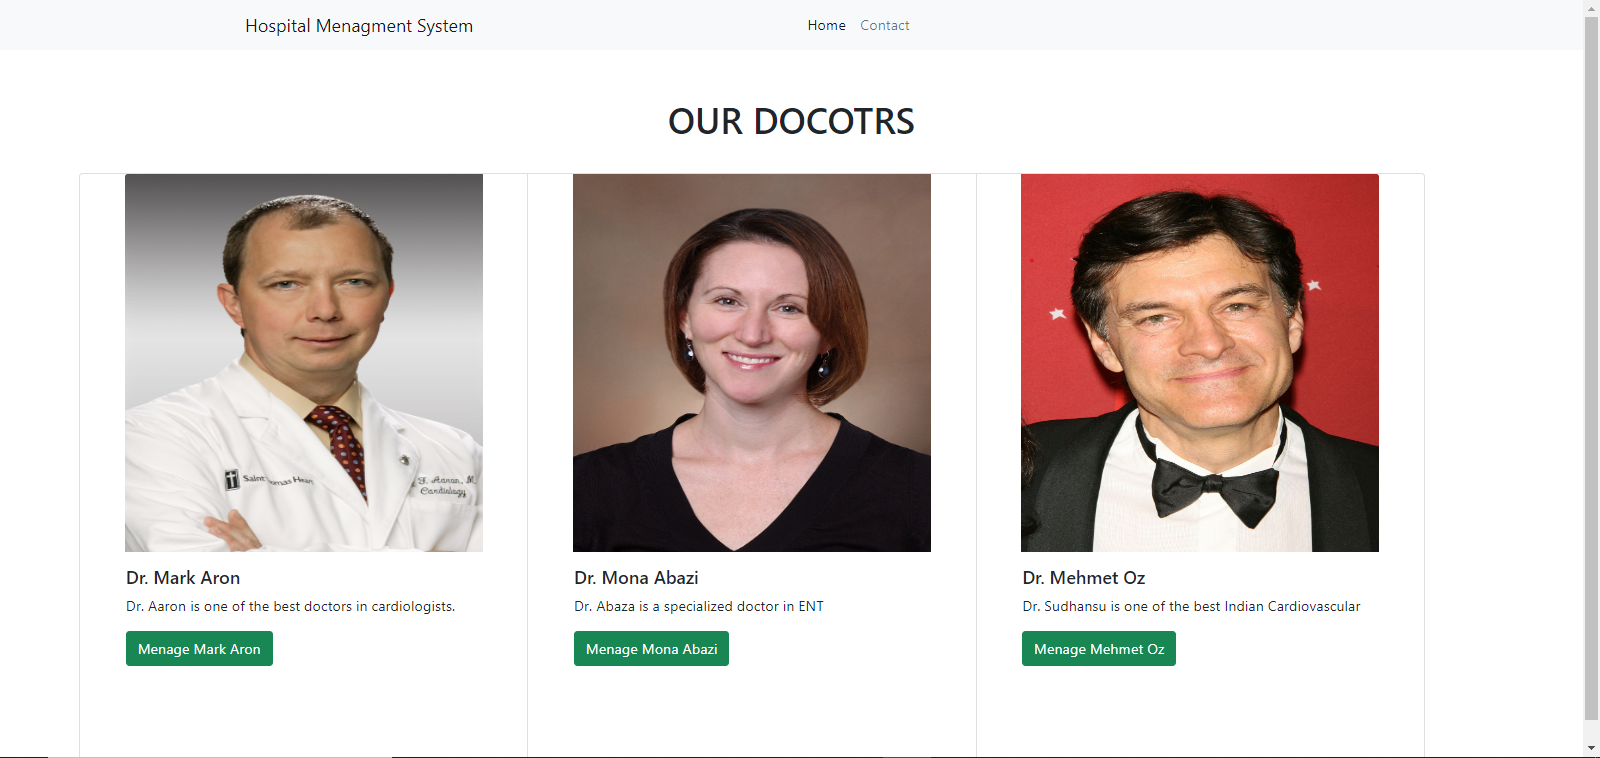 Hospital Menagment System
Home
Contact
OUR DOCOTRS
Saint
omas Hear
J. Aaron, M
Cardiology
Dr. Mark Aron
Dr. Mona Abazi
Dr. Mehmet Oz
Dr. Aaron is one of the best doctors in cardiologists.
Dr. Abaza is a specialized doctor in ENT
Dr. Sudhansu is one of the best Indian Cardiovascular
Menage Mark Aron
Menage Mona Abazi
Menage Mehmet Oz